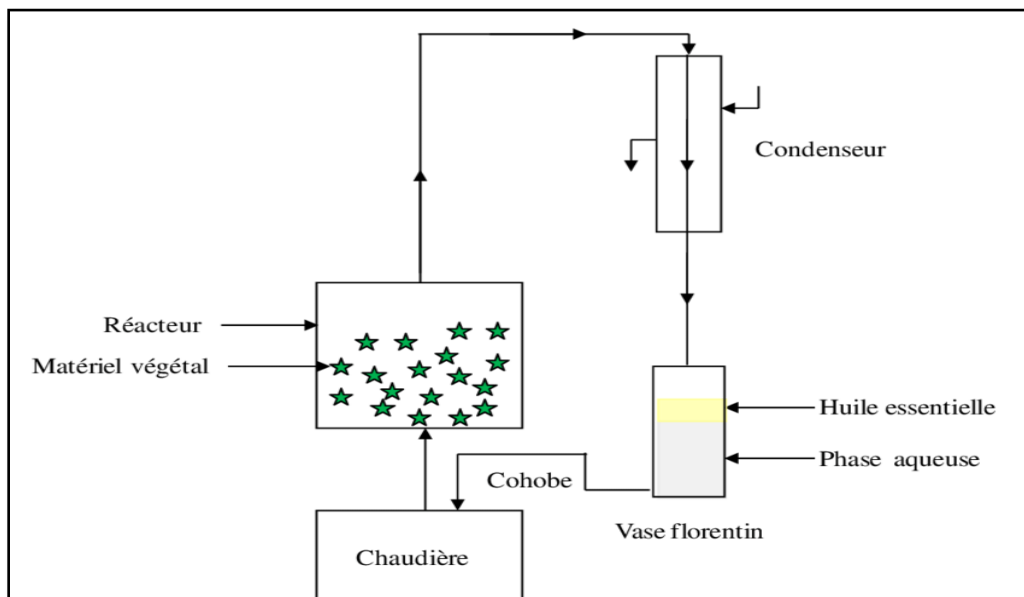 Condenseur
Réacteur
Matériel végétal
Huile essentielle
Phase aqueuse
Cohobe
Vase florentin
Chaudière